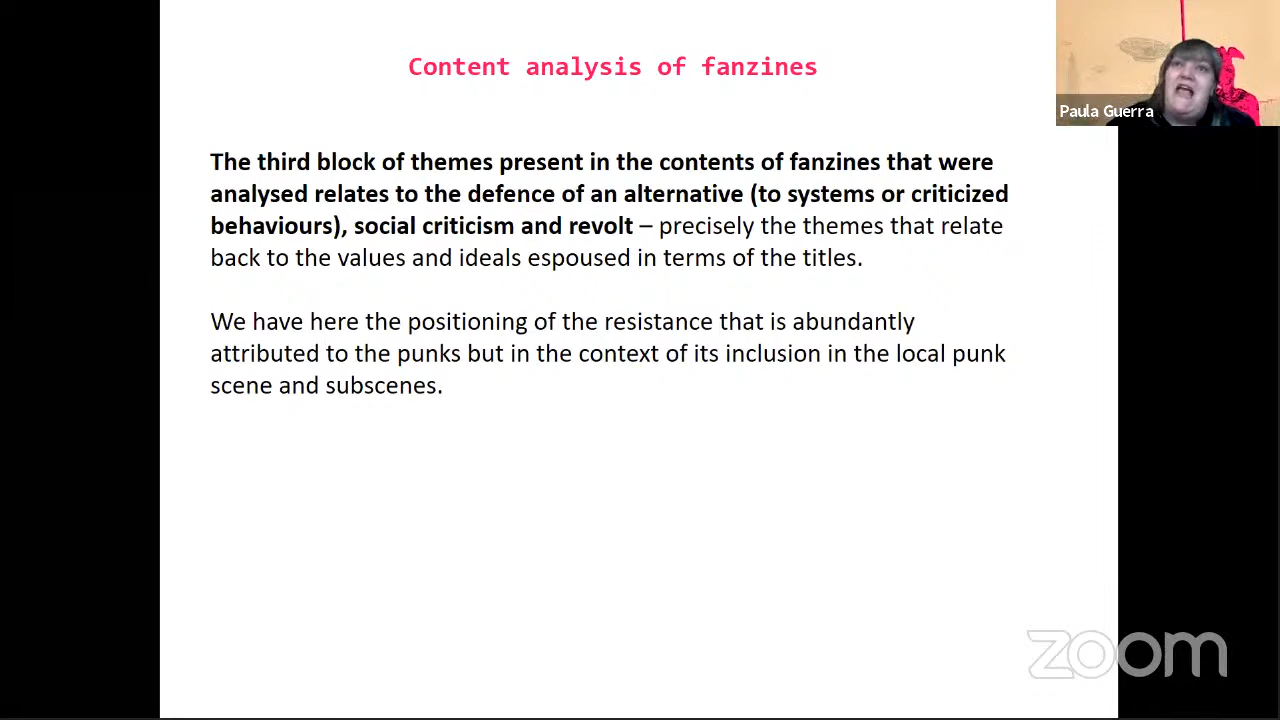 Content analysis of fanzines
Paula Guerra
The third block of themes present in the contents of fanzines that were
analysed relates to the defence of an alternative (to systems or criticized
behaviours), social criticism and revolt – precisely the themes that relate
back to the values and ideals espoused in terms of the titles.
We have here the positioning of the resistance that is abundantly
attributed to the punks but in the context of its inclusion in the local punk
scene and subscenes.
zoom